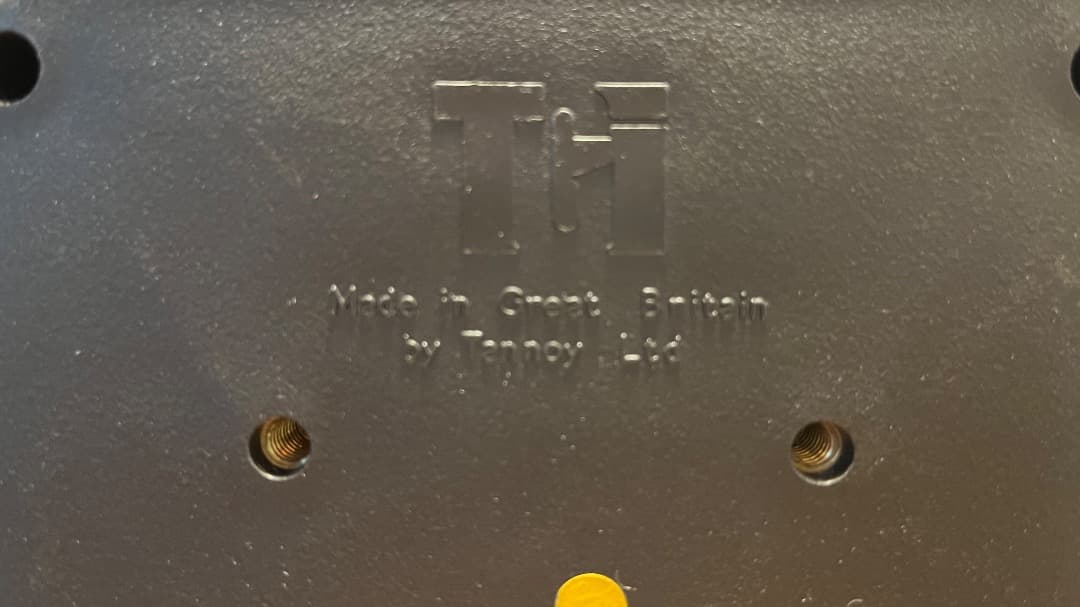 TGI
Made in Great Britain
by Tannoy Ltd